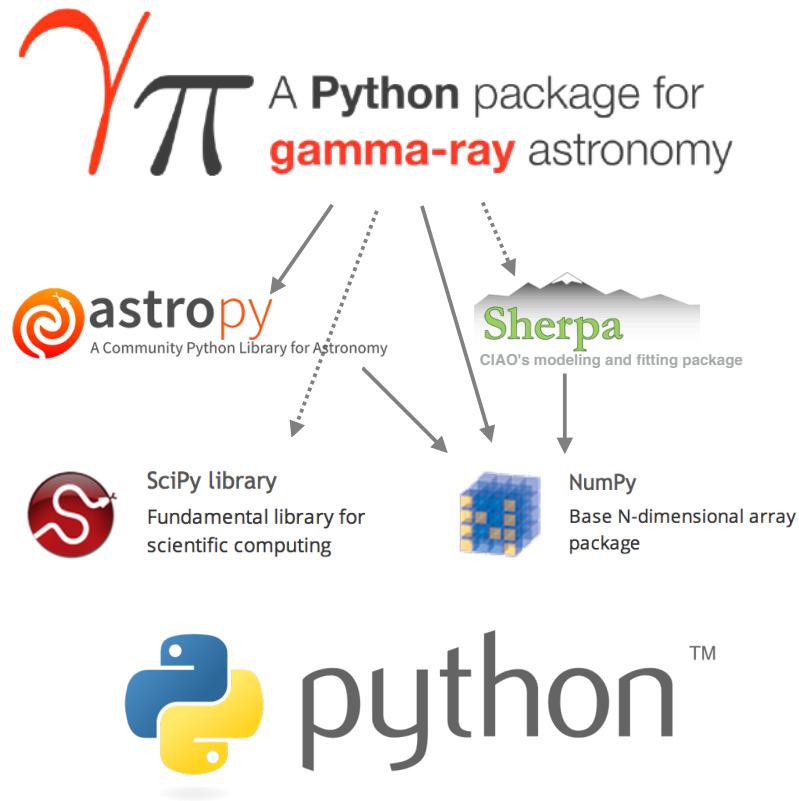 γπ A Python package for
gamma-ray astronomy
astropy
A Community Python Library for Astronomy
Sherpa
CIAO's modeling and fitting package
SciPy library
Fundamental library for
scientific computing
NumPy
Base N-dimensional array
package
python ™